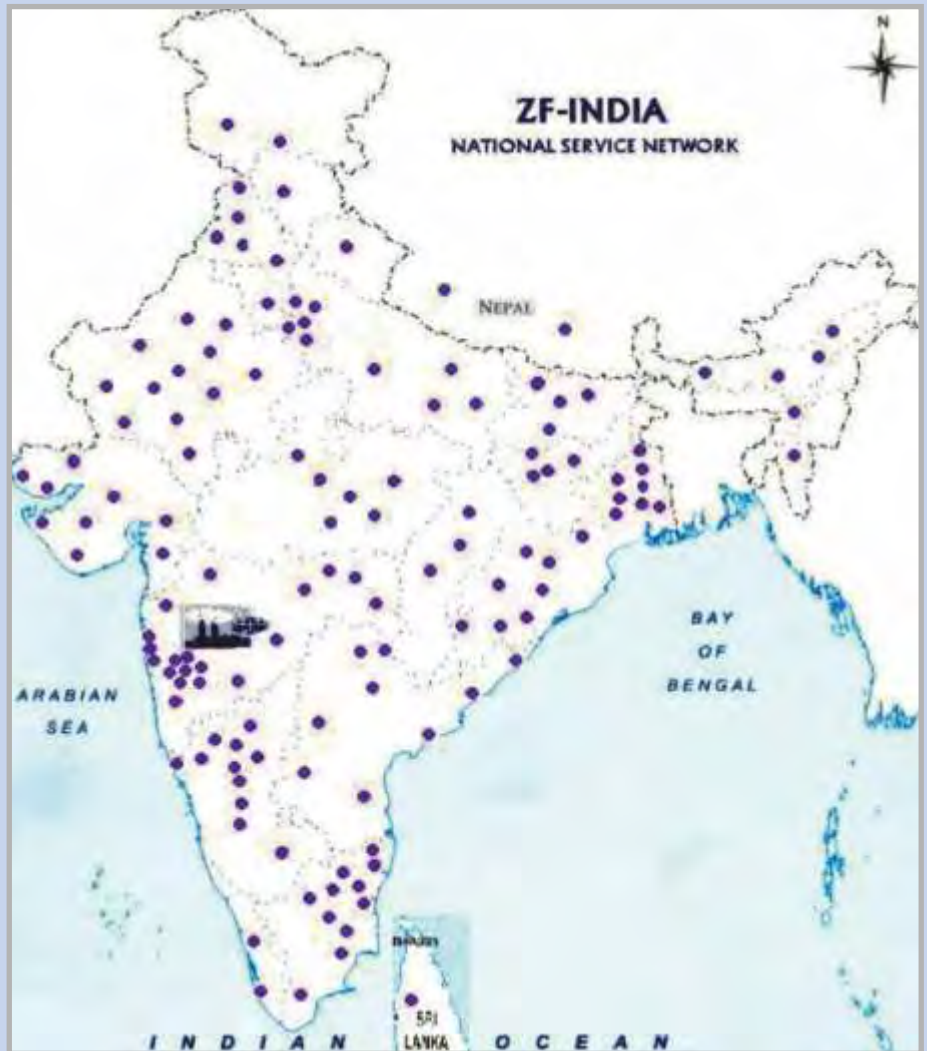 N
ZF-INDIA
NATIONAL SERVICE NETWORK
NEPAL
BAY
OF
BENGAL
ARABIAN
SEA
SRI
LANKA
INDIAN OCEAN